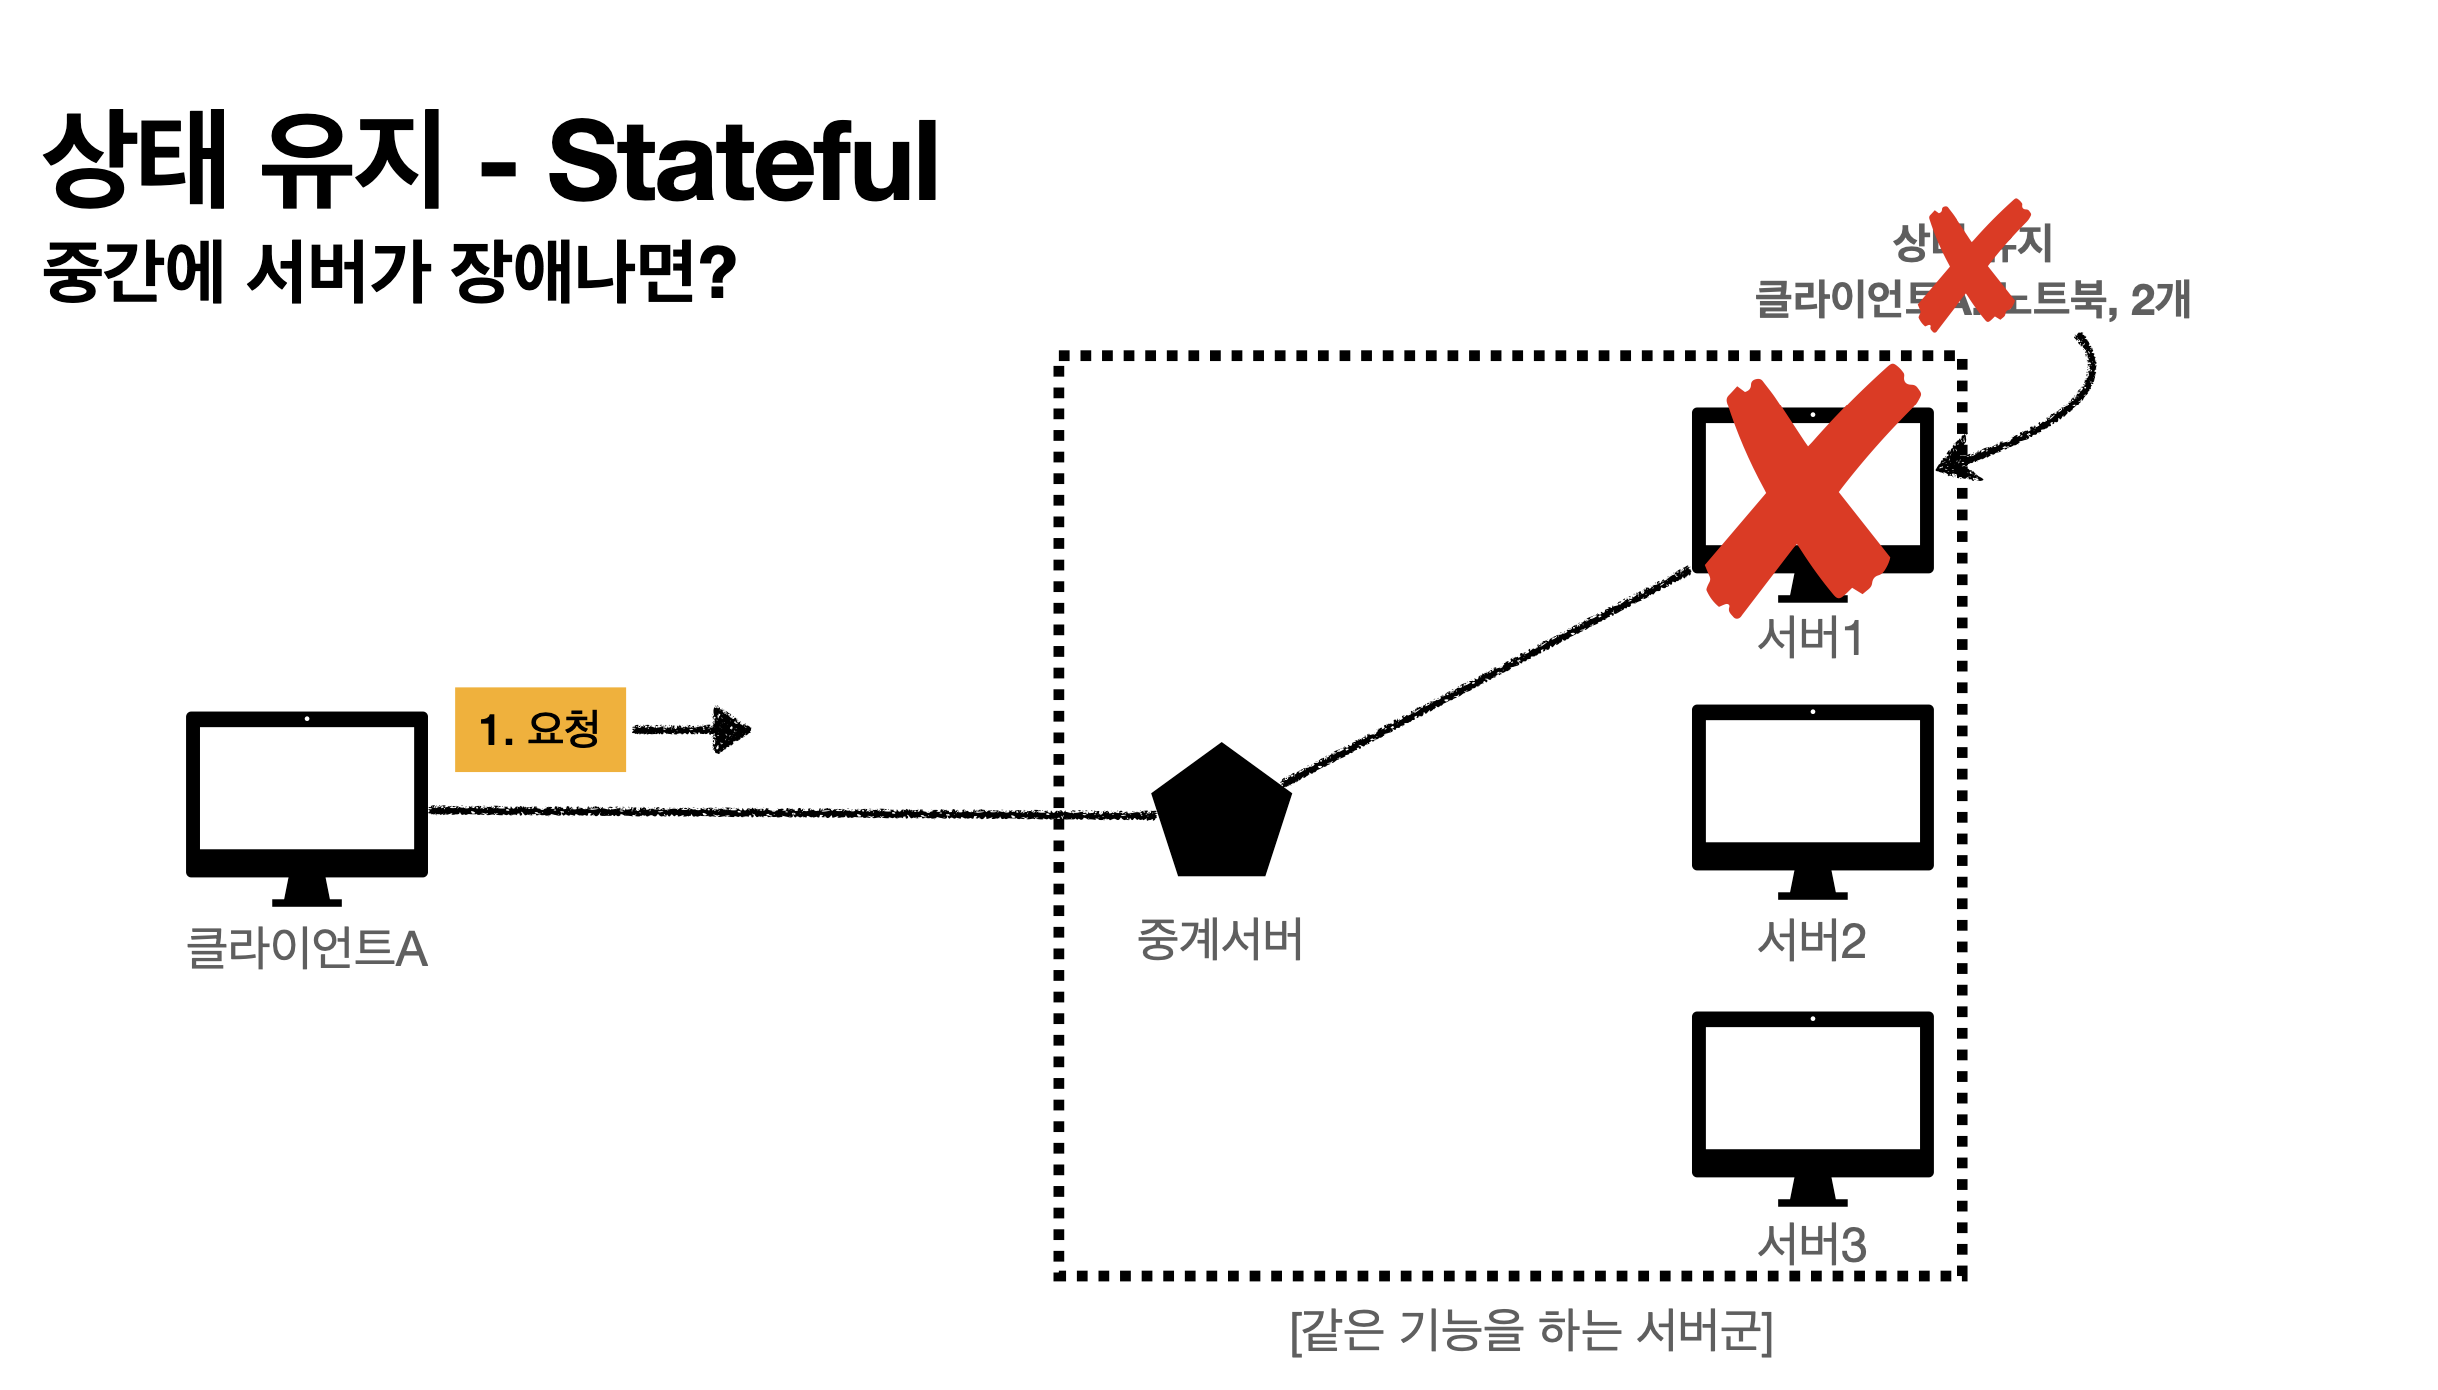 상태 유지 - Stateful
중간에 서버가 장애나면?
상태 유지
클라이언트A: 노트북, 2개
서버1
1. 요청
클라이언트A
중계서버
서버2
서버3
[같은 기능을 하는 서버군]